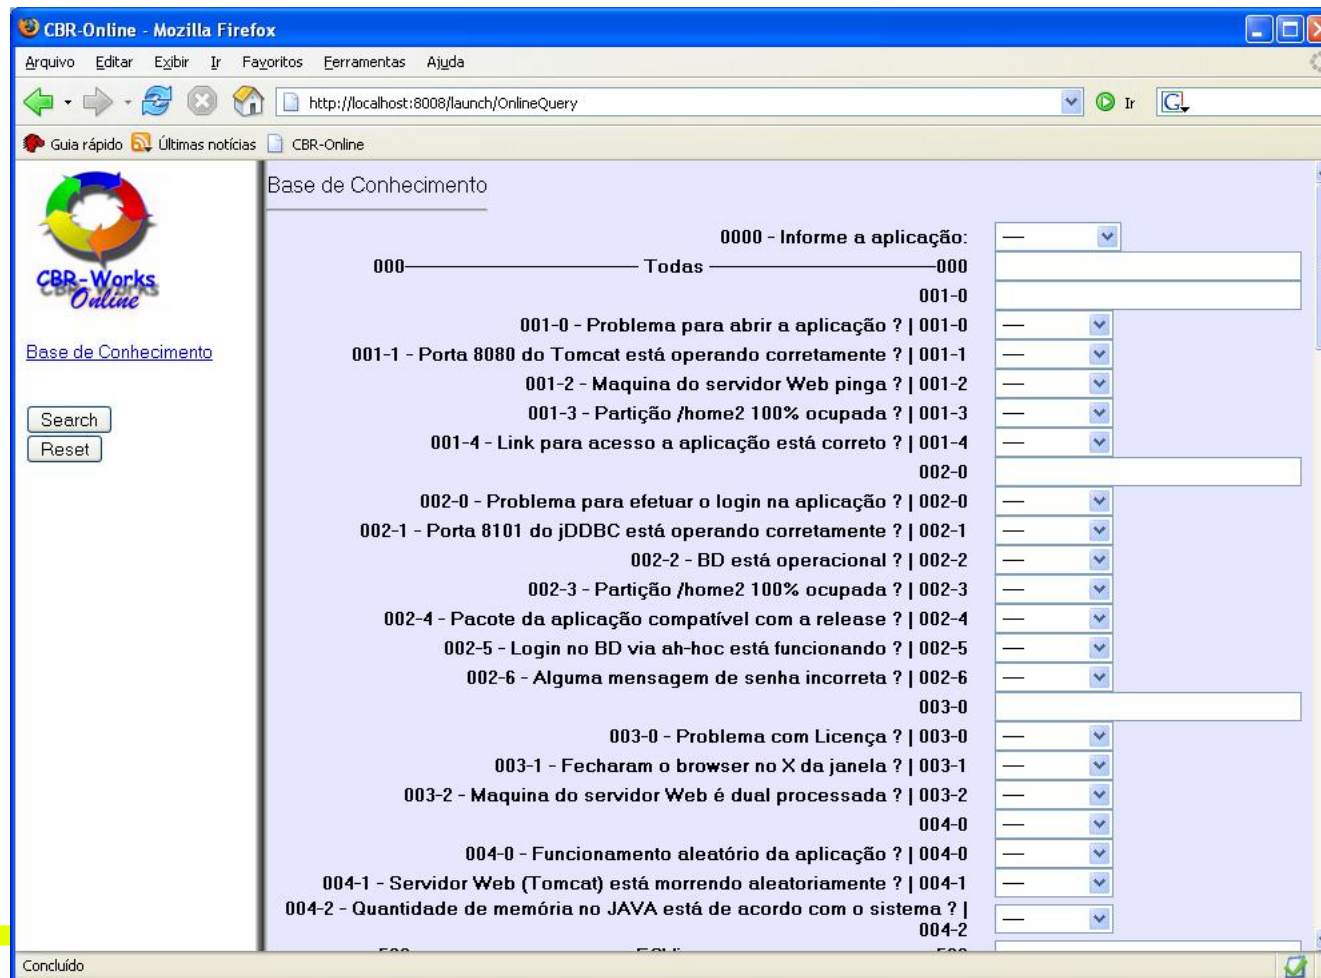 CBR-Online - Mozilla Firefox
Arquivo Editar Exibir Ir Favoritos Ferramentas Ajuda
http://localhost:8008/launch/OnlineQuery Ir G
Guia rápido Últimas notícias CBR-Online
CBR-Works
Online
Base de Conhecimento
Search
Reset
Base de Conhecimento
0000 - Informe a aplicação: —
000——————— Todas ———————000
001-0
001-0 - Problema para abrir a aplicação ? | 001-0 —
001-1 - Porta 8080 do Tomcat está operando corretamente ? | 001-1 —
001-2 - Maquina do servidor Web pinga ? | 001-2 —
001-3 - Partição /home2 100% ocupada ? | 001-3 —
001-4 - Link para acesso a aplicação está correto ? | 001-4 —
002-0
002-0 - Problema para efetuar o login na aplicação ? | 002-0 —
002-1 - Porta 8101 do jDDBC está operando corretamente ? | 002-1 —
002-2 - BD está operacional ? | 002-2 —
002-3 - Partição /home2 100% ocupada ? | 002-3 —
002-4 - Pacote da aplicação compatível com a release ? | 002-4 —
002-5 - Login no BD via ah-hoc está funcionando ? | 002-5 —
002-6 - Alguma mensagem de senha incorreta ? | 002-6 —
003-0
003-0 - Problema com Licença ? | 003-0 —
003-1 - Fecharam o browser no X da janela ? | 003-1 —
003-2 - Maquina do servidor Web é dual processada ? | 003-2 —
004-0 —
004-0 - Funcionamento aleatório da aplicação ? | 004-0 —
004-1 - Servidor Web (Tomcat) está morrendo aleatoriamente ? | 004-1 —
004-2 - Quantidade de memória no JAVA está de acordo com o sistema ? |
004-2 —
Concluído